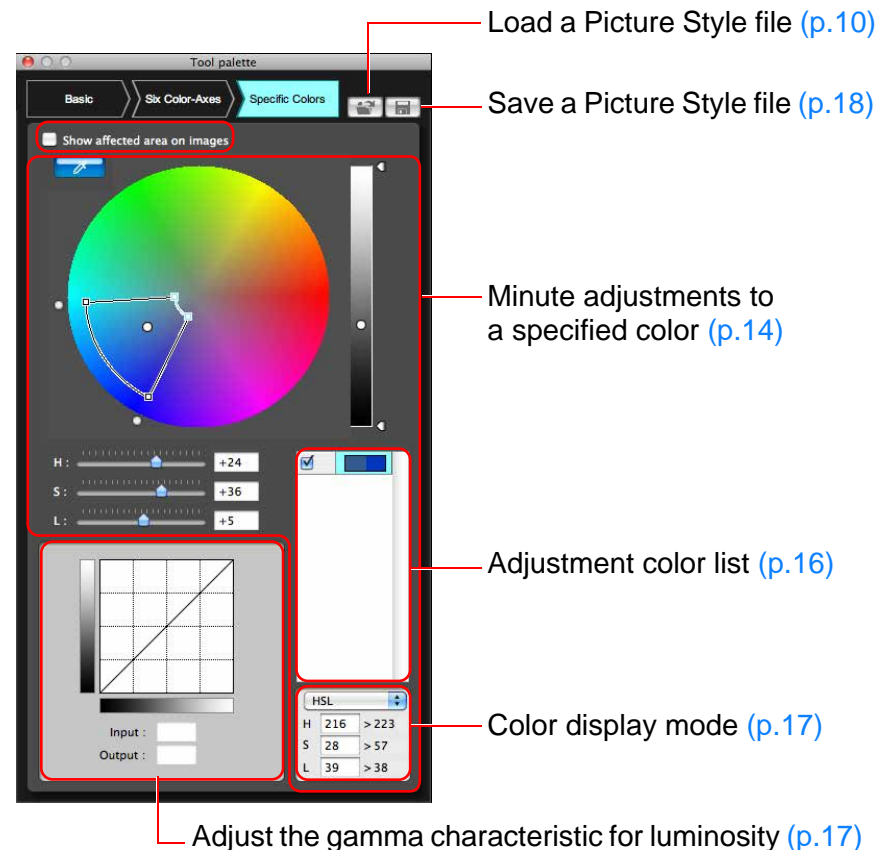 Load a Picture Style file (p.10)
Tool palette
Basic
Six Color-Axes
Specific Colors
Save a Picture Style file (p.18)
Show affected area on images
Minute adjustments to
a specified color (p.14)
H : +24
S : +36
L : +5
Adjustment color list (p.16)
HSL
H 216 > 223
S 28 > 57
L 39 > 38
Color display mode (p.17)
Input :
Output :
Adjust the gamma characteristic for luminosity (p.17)